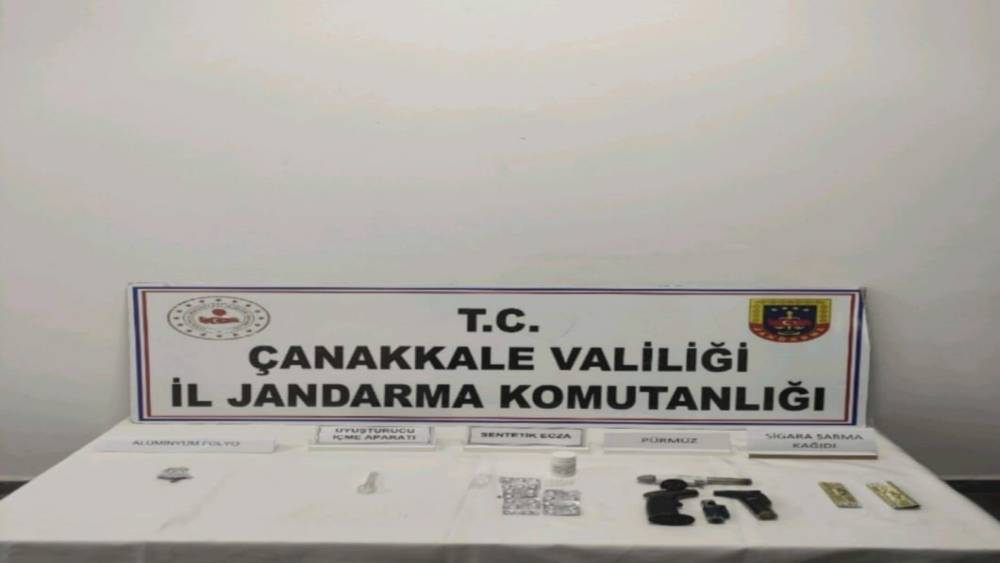 T.C.
ÇANAKKALE VALİLİĞİ
İL JANDARMA KOMUTANLIĞI
ALÜMİNYUM FOLYO
UYUŞTURUCU
İÇME APARATI
SENTETİK ECZA
PÜRMÜZ
SİGARA SARMA
KAĞIDI